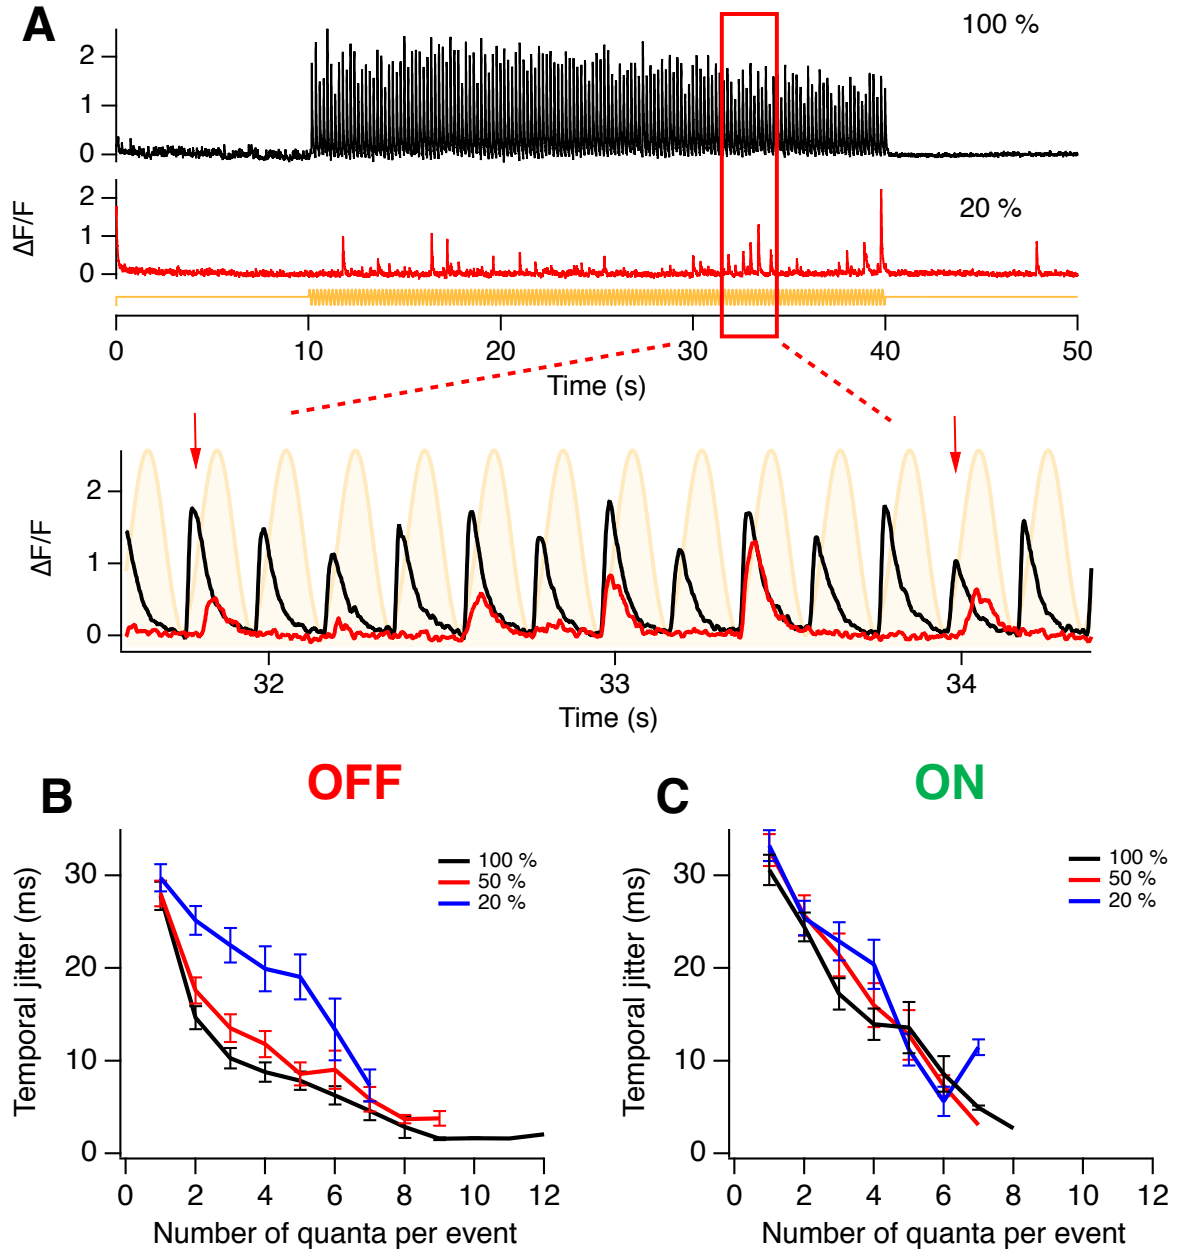 A
100 %
2
1
0
ΔF/F
20 %
2
1
0
0 10 20 30 40 50
Time (s)
ΔF/F
2
1
0
32 33 34
Time (s)
B
OFF
C
ON
Temporal jitter (ms)
30
20
10
0
100 %
50 %
20 %
0 2 4 6 8 10 12
Number of quanta per event
Temporal jitter (ms)
30
20
10
0
100 %
50 %
20 %
0 2 4 6 8 10 12
Number of quanta per event